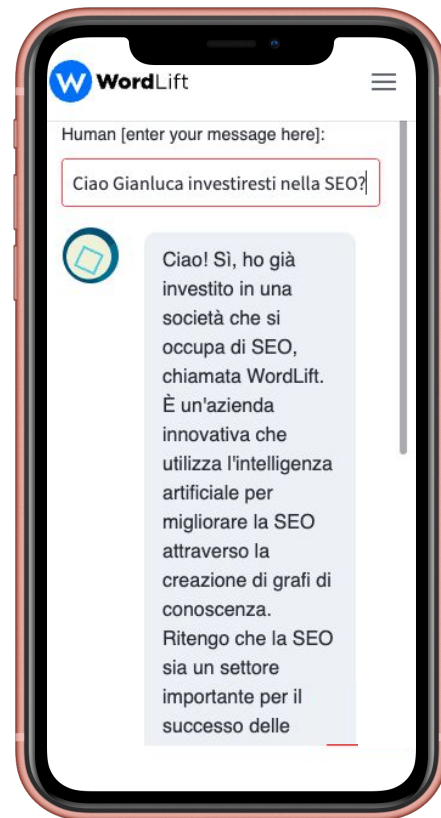 WordLift
Human [enter your message here]:
Ciao Gianluca investiresti nella SEO?
Ciao! Sì, ho già
investito in una
società che si
occupa di SEO,
chiamata WordLift.
È un'azienda
innovativa che
utilizza l'intelligenza
artificiale per
migliorare la SEO
attraverso la
creazione di grafi di
conoscenza.
Ritengo che la SEO
sia un settore
importante per il
successo delle